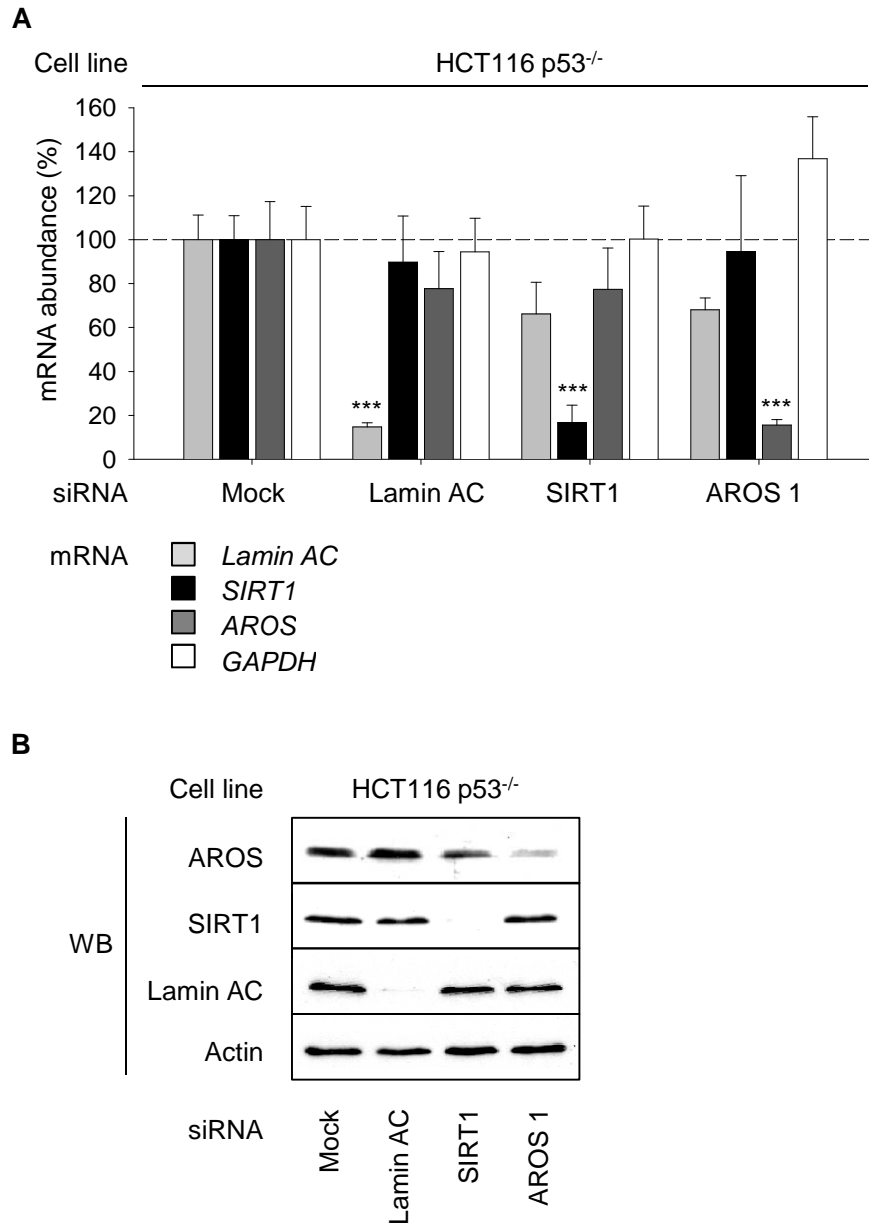 A
Cell line HCT116 p53-/-
mRNA abundance (%)
160
140
120
100
80
60
40
20
0
*** *** ***
siRNA Mock Lamin AC SIRT1 AROS 1
mRNA Lamin AC
SIRT1
AROS
GAPDH
B
Cell line HCT116 p53-/-
WB
AROS
SIRT1
Lamin AC
Actin
siRNA Mock Lamin AC SIRT1 AROS 1